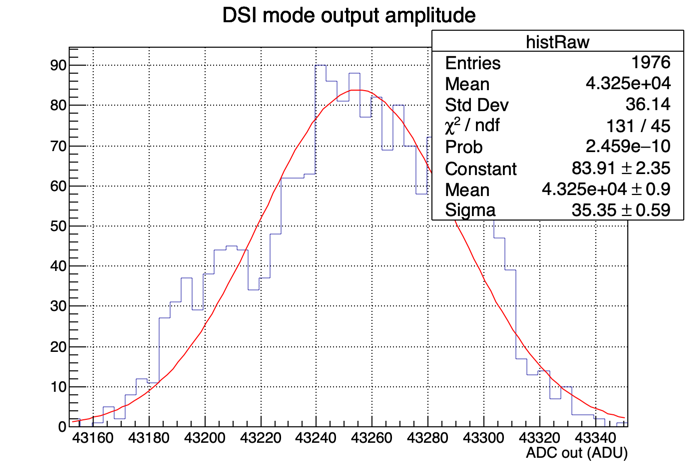 DSI mode output amplitude
histRaw
Entries 1976
Mean 4.325e+04
Std Dev 36.14
χ² / ndf 131 / 45
Prob 2.459e−10
Constant 83.91 ± 2.35
Mean 4.325e+04 ± 0.9
Sigma 35.35 ± 0.59
90
80
70
60
50
40
30
20
10
0
43160 43180 43200 43220 43240 43260 43280 43300 43320 43340
ADC out (ADU)